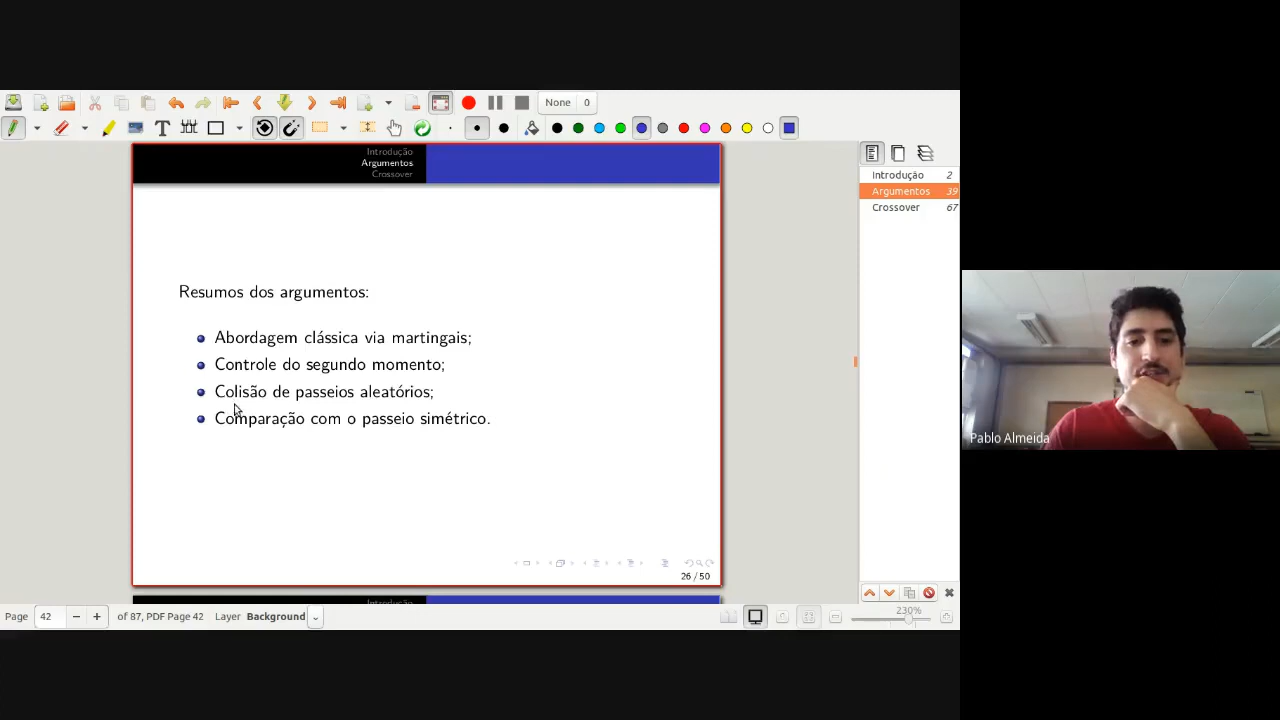 None 0
Introdução
Argumentos
Crossover
Introdução 2
Argumentos 39
Crossover 67
Resumos dos argumentos:
Abordagem clássica via martingais;
Controle do segundo momento;
Colisão de passeios aleatórios;
Comparação com o passeio simétrico.
Pablo Almeida
26 / 50
Introdução
Page 42 of 87, PDF Page 42 Layer Background
230%